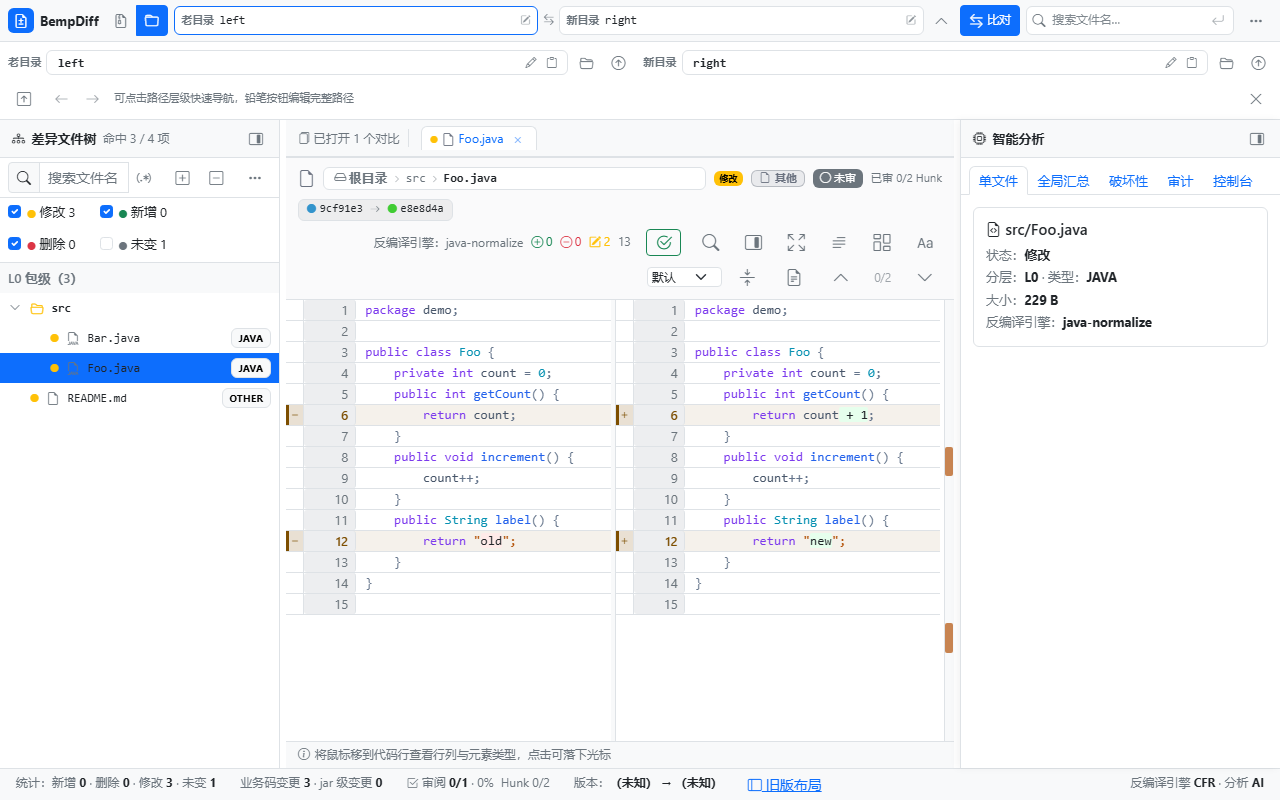 BempDiff 老目录 left 新目录 right 比对 搜索文件名...
老目录 left 新目录 right
可点击路径层级快速导航，铅笔按钮编辑完整路径
差异文件树 命中 3 / 4 项
搜索文件名 (.*)
修改 3 新增 0
删除 0 未变 1
L0 包级（3）
src
Bar.java JAVA
Foo.java JAVA
README.md OTHER
已打开 1 个对比 Foo.java ×
根目录 › src › Foo.java 修改 其他 未审 已审 0/2 Hunk
9cf91e3 → e8e8d4a
反编译引擎：java-normalize 0 0 2 13 Aa
默认 0/2
1 package demo;
2
3 public class Foo {
4 private int count = 0;
5 public int getCount() {
− 6 return count;
7 }
8 public void increment() {
9 count++;
10 }
11 public String label() {
− 12 return "old";
13 }
14 }
15
1 package demo;
2
3 public class Foo {
4 private int count = 0;
5 public int getCount() {
+ 6 return count + 1;
7 }
8 public void increment() {
9 count++;
10 }
11 public String label() {
+ 12 return "new";
13 }
14 }
15
将鼠标移到代码行查看行列与元素类型，点击可落下光标
智能分析
单文件 全局汇总 破坏性 审计 控制台
src/Foo.java
状态：修改
分层：L0 · 类型：JAVA
大小：229 B
反编译引擎：java-normalize
统计：新增 0 · 删除 0 · 修改 3 · 未变 1 业务码变更 3 · jar 级变更 0 审阅 0/1 · 0% Hunk 0/2 版本：（未知） → （未知） 旧版布局 反编译引擎 CFR · 分析 AI